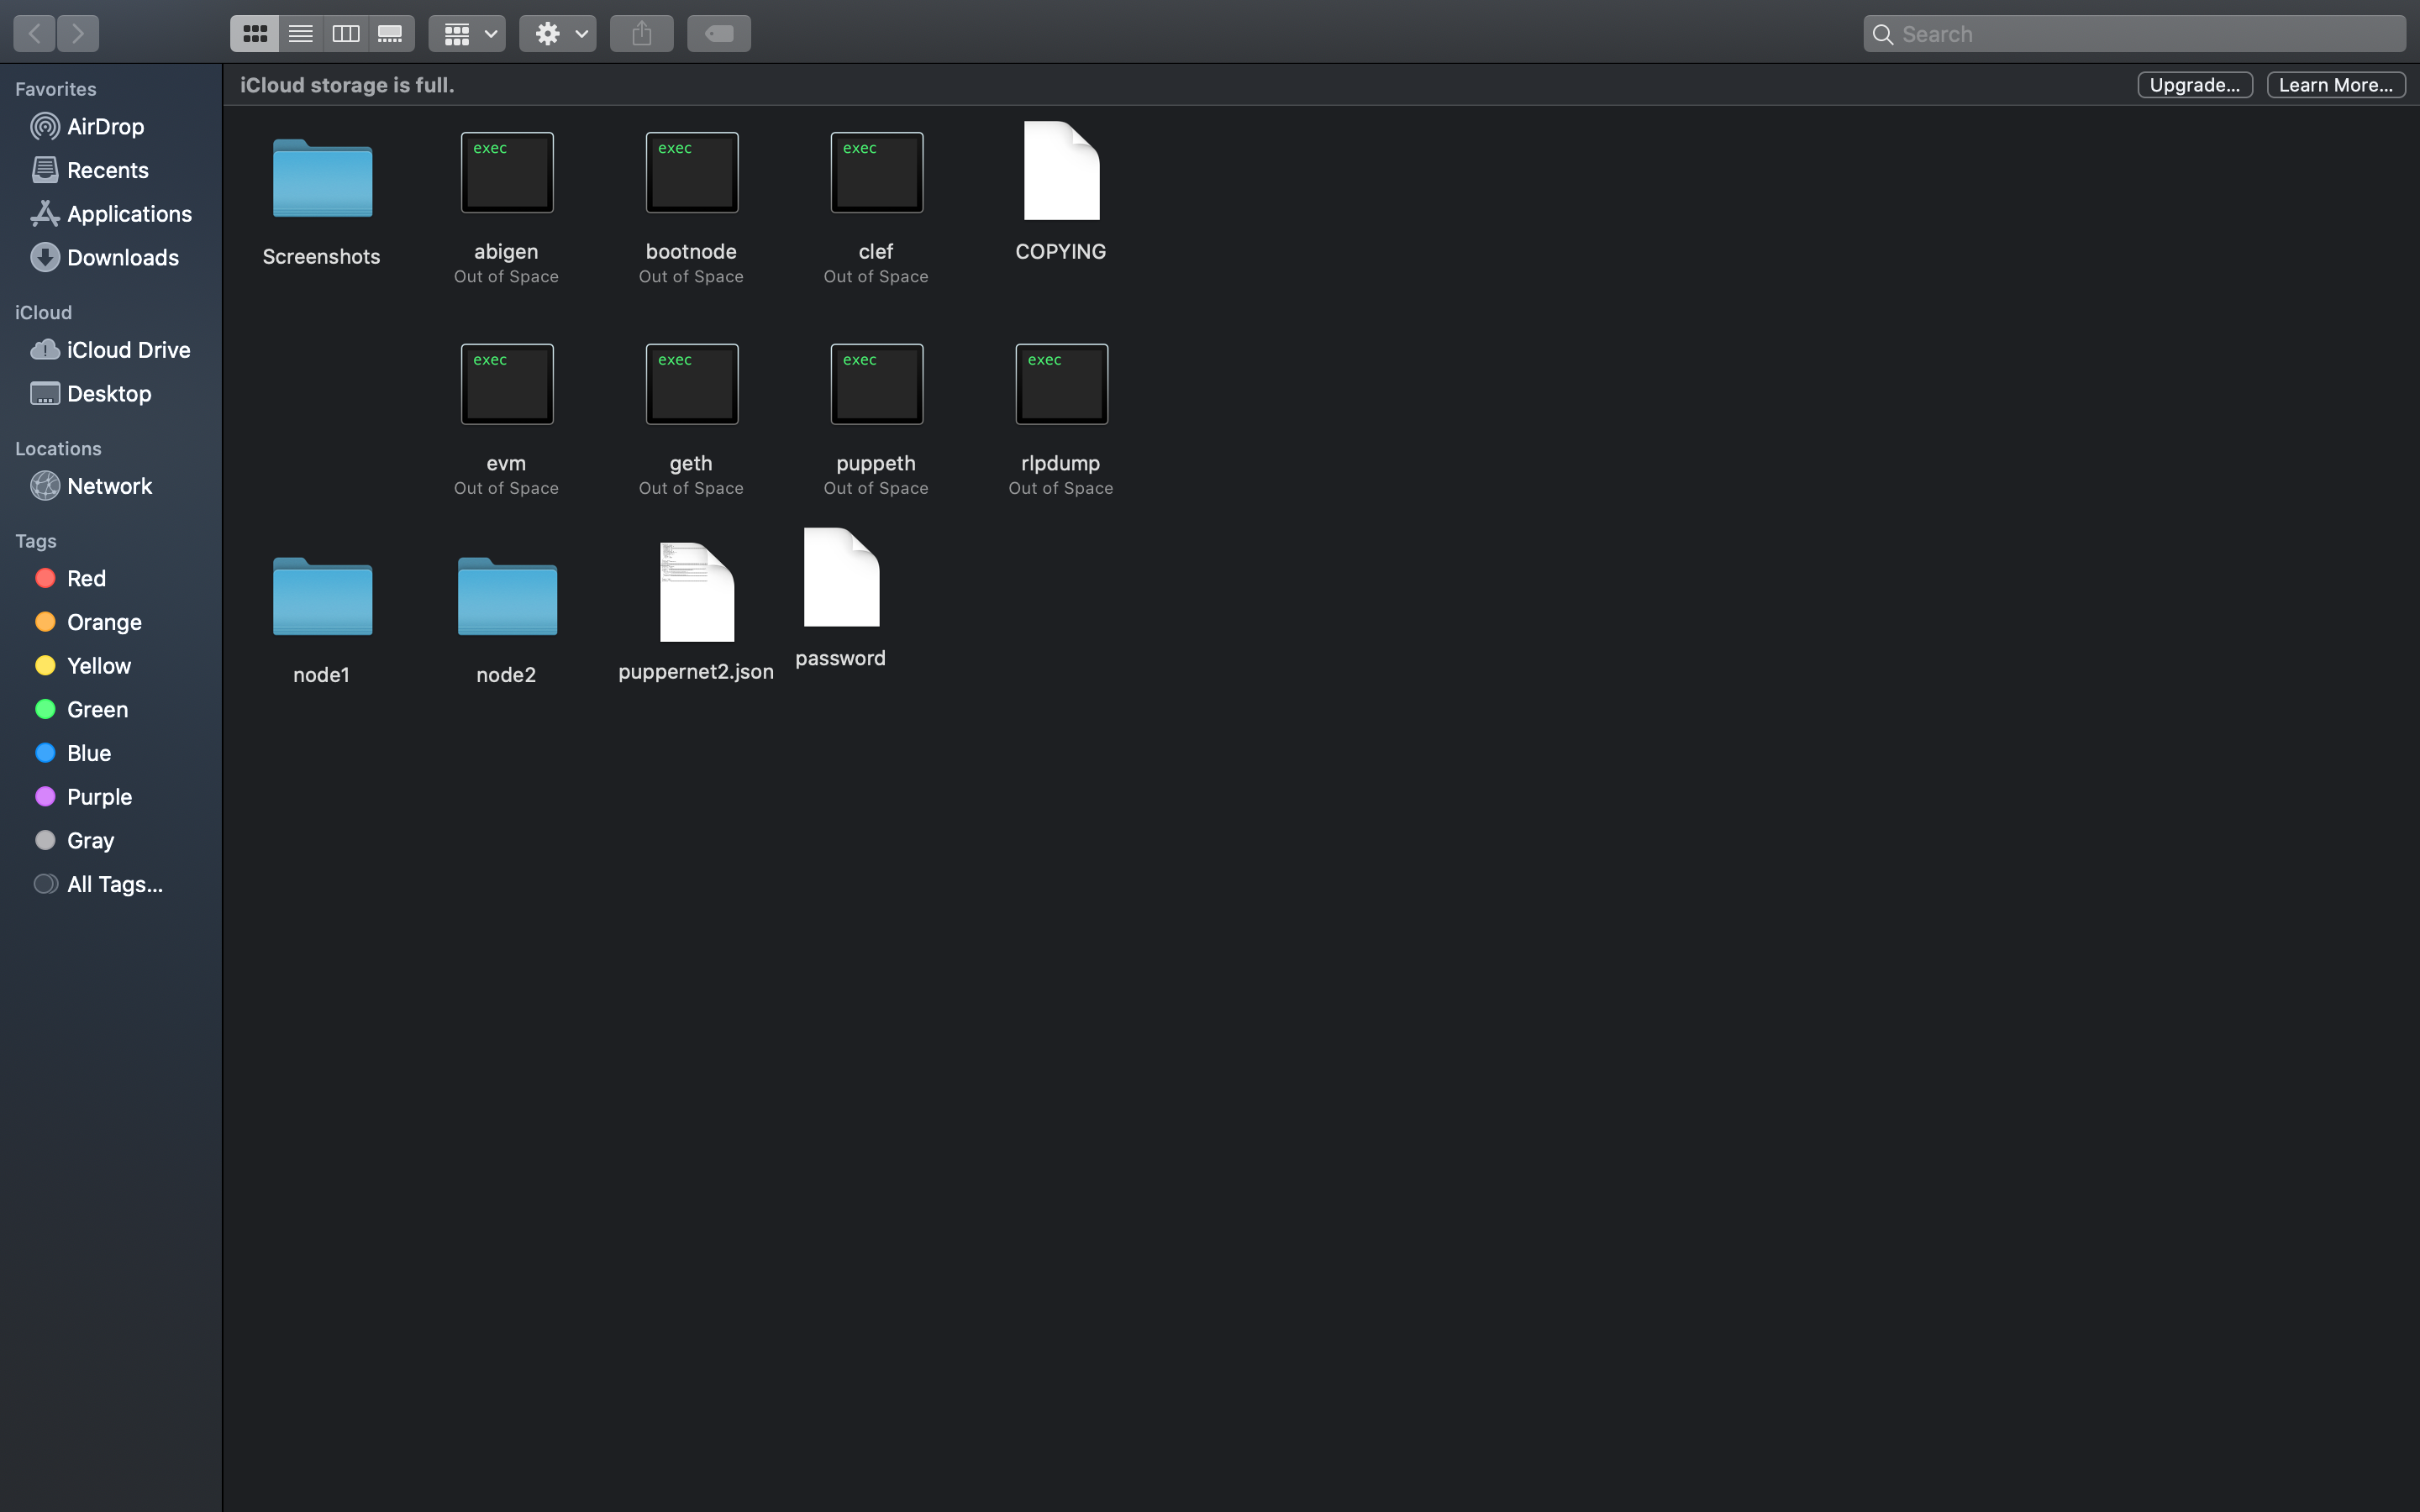 Search
Favorites
AirDrop
Recents
Applications
Downloads
iCloud
iCloud Drive
Desktop
Locations
Network
Tags
Red
Orange
Yellow
Green
Blue
Purple
Gray
All Tags...
iCloud storage is full.
Upgrade...
Learn More...
exec
exec
exec
Screenshots
abigen
Out of Space
bootnode
Out of Space
clef
Out of Space
COPYING
exec
exec
exec
exec
evm
Out of Space
geth
Out of Space
puppeth
Out of Space
rlpdump
Out of Space
node1
node2
puppernet2.json
password